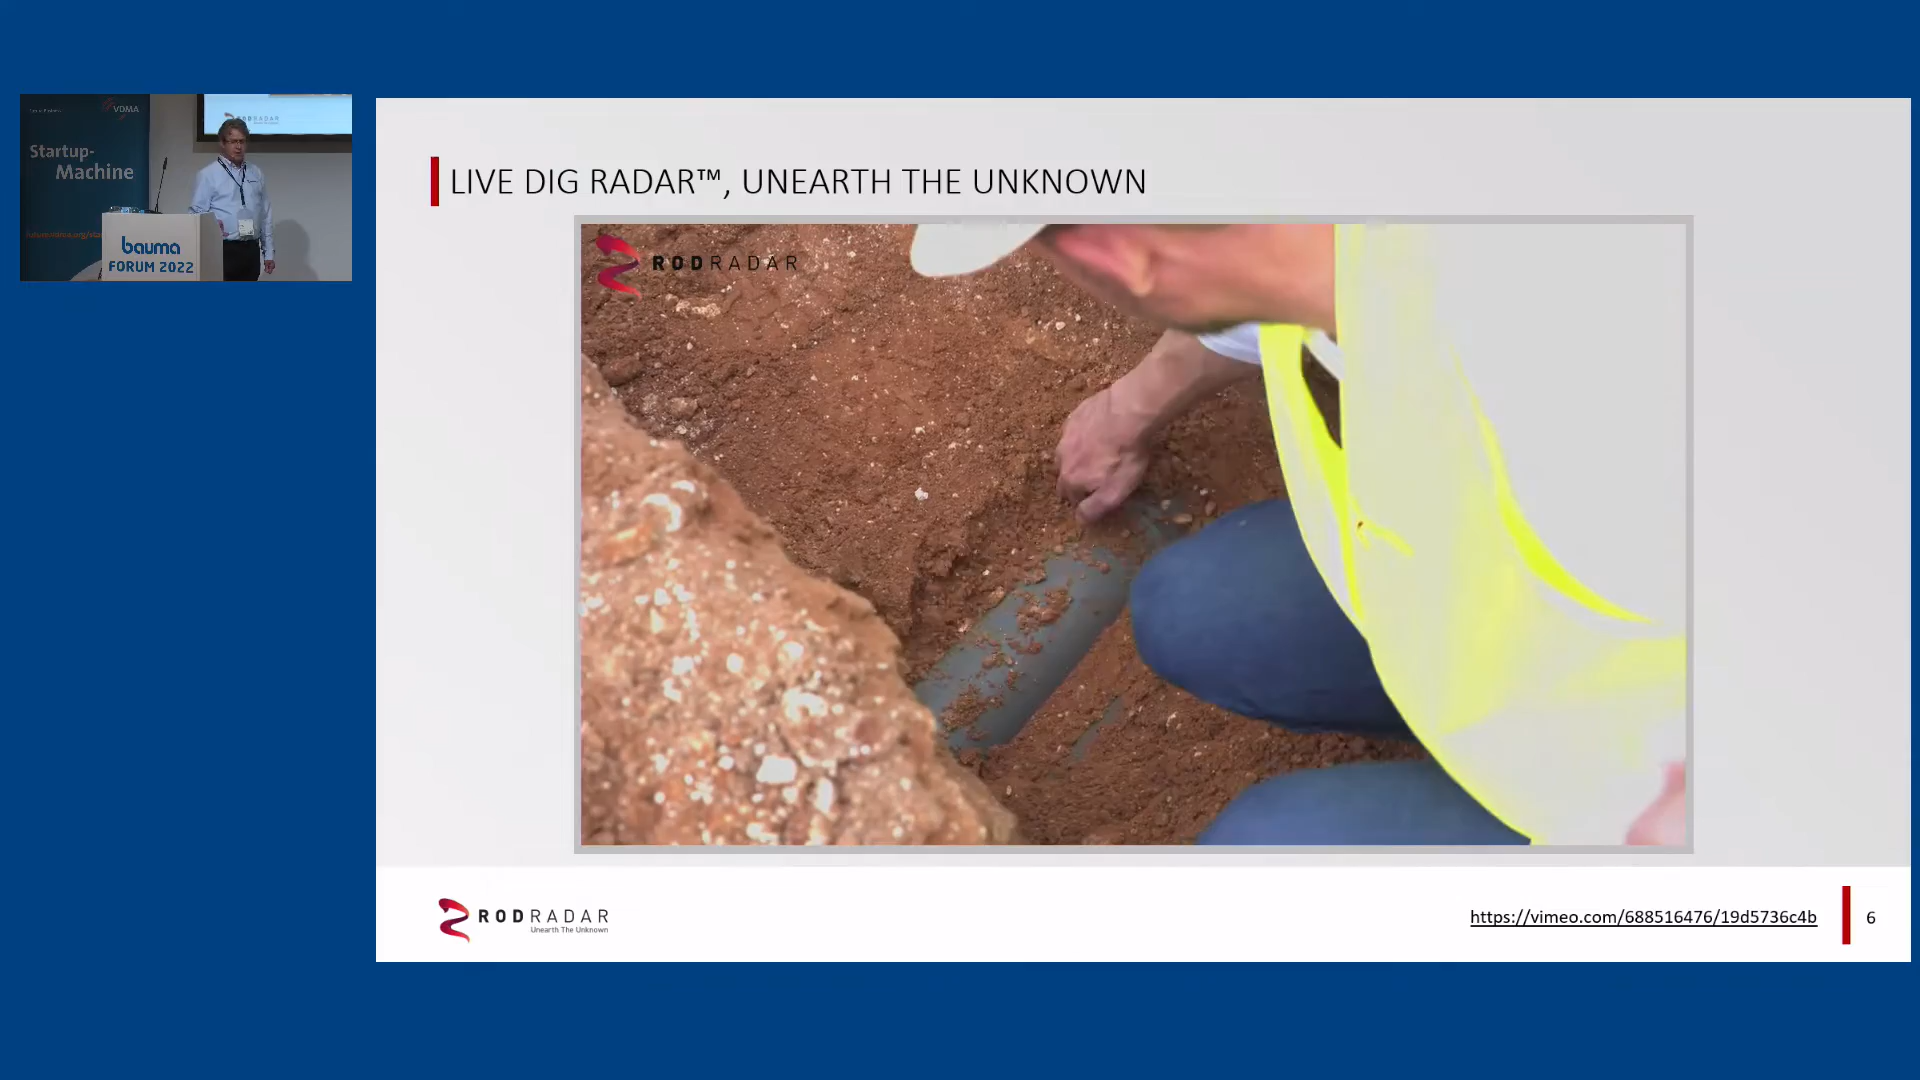 VDMA
Startup-
Machine
RODRADAR
bauma
FORUM 2022
LIVE DIG RADAR™, UNEARTH THE UNKNOWN
RODRADAR
RODRADAR
Unearth The Unknown
https://vimeo.com/688516476/19d5736c4b
6